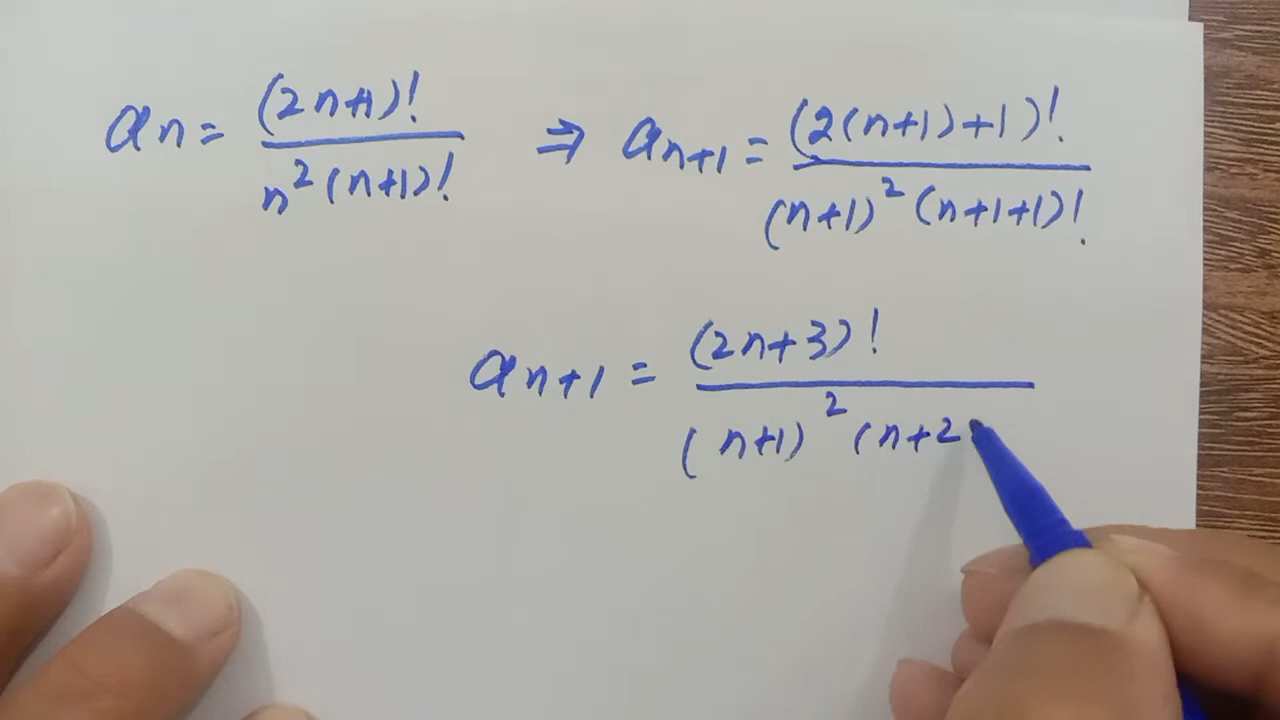 an = (2n+1)! / n²(n+1)! ⇒ an+1 = (2(n+1)+1)! / (n+1)²(n+1+1)!
an+1 = (2n+3)! / (n+1)²(n+2